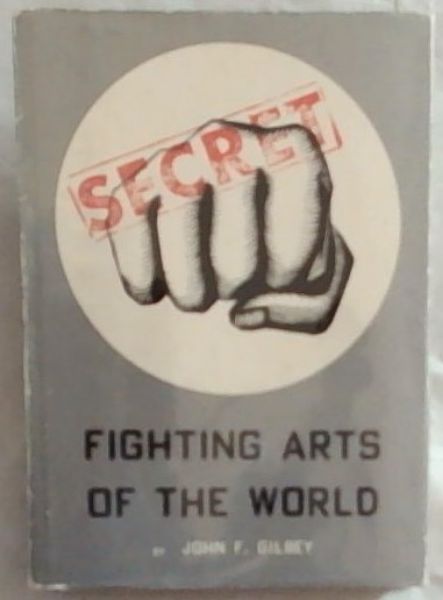 SECRET
FIGHTING ARTS
OF THE WORLD
BY JOHN F. GILBEY